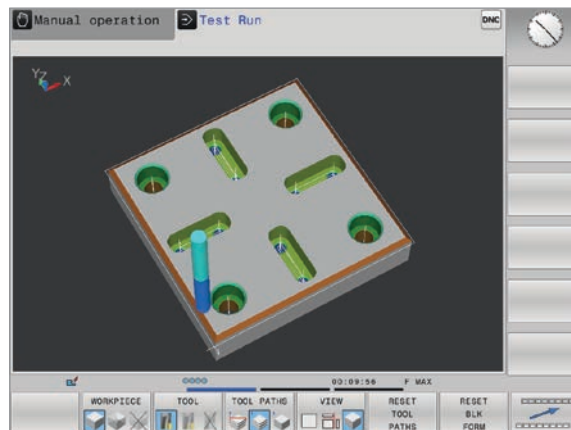 Manual operation
Test Run
DNC
YZ X
00:09:56 F MAX
WORKPIECE TOOL TOOL PATHS VIEW RESET TOOL PATHS RESET BLK FORM